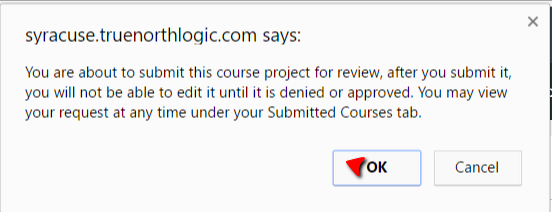 syracuse.truenorthlogic.com says:
You are about to submit this course project for review, after you submit it,
you will not be able to edit it until it is denied or approved. You may view
your request at any time under your Submitted Courses tab.
OK
Cancel